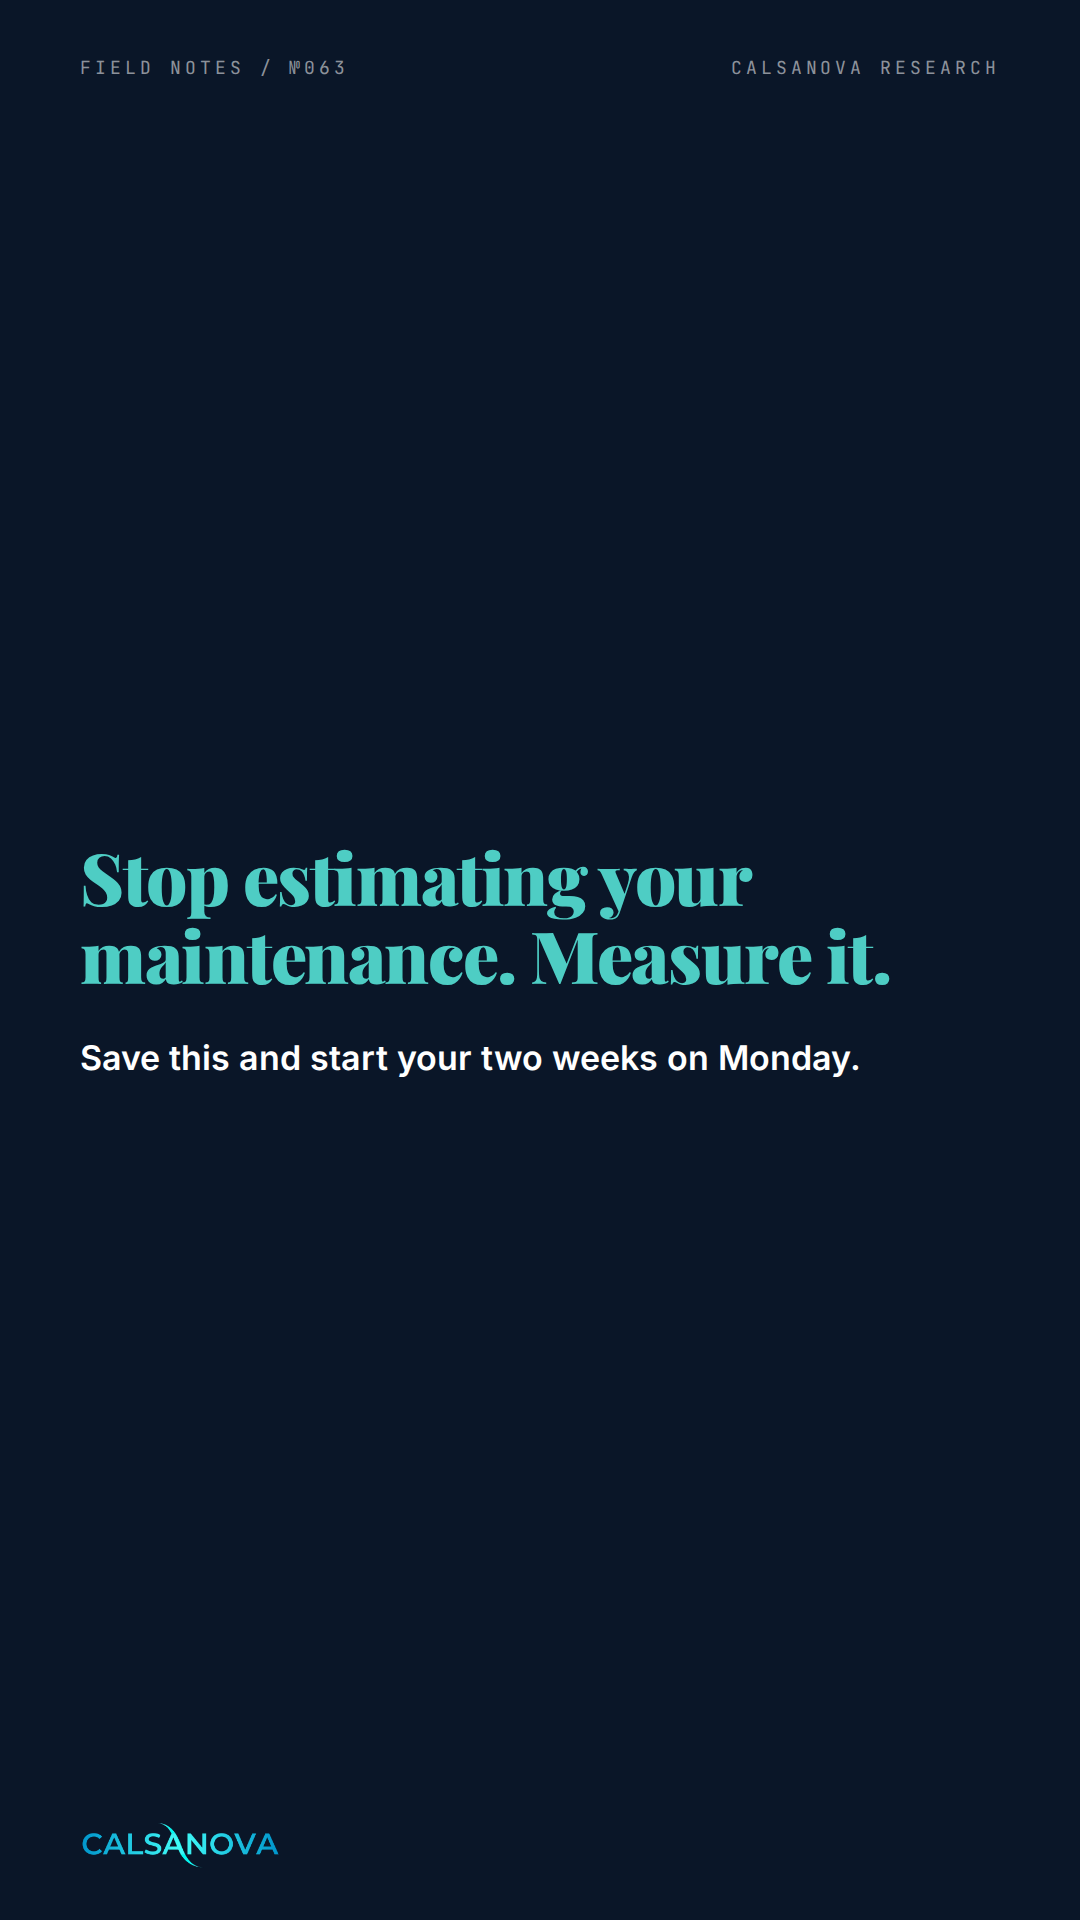 FIELD NOTES / №063
CALSANOVA RESEARCH
Stop estimating your
maintenance. Measure it.
Save this and start your two weeks on Monday.
CALSANOVA